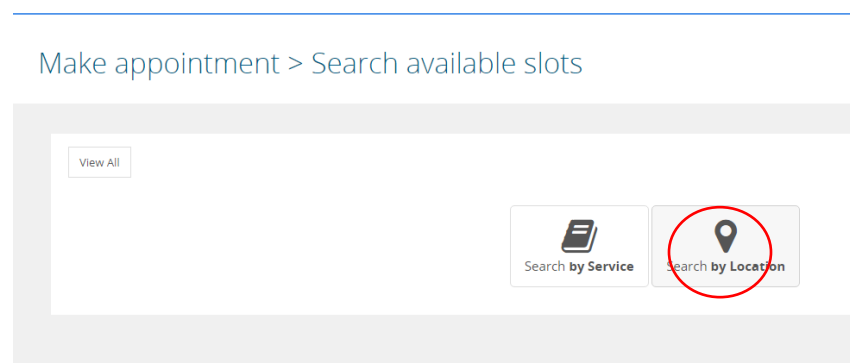 Make appointment > Search available slots
View All
Search by Service
Search by Location